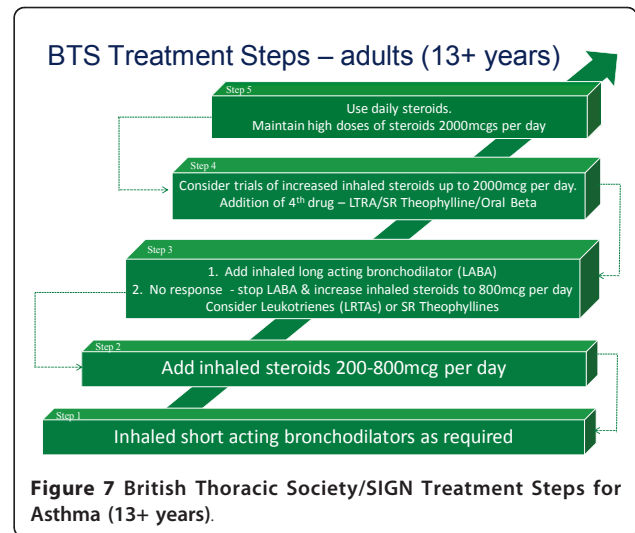 BTS Treatment Steps – adults (13+ years)
Step 5
Use daily steroids.
Maintain high doses of steroids 2000mcgs per day
Step 4
Consider trials of increased inhaled steroids up to 2000mcg per day.
Addition of 4th drug – LTRA/SR Theophylline/Oral Beta
Step 3
1. Add inhaled long acting bronchodilator (LABA)
2. No response - stop LABA & increase inhaled steroids to 800mcg per day
Consider Leukotrienes (LRTAs) or SR Theophyllines
Step 2
Add inhaled steroids 200-800mcg per day
Step 1
Inhaled short acting bronchodilators as required
Figure 7 British Thoracic Society/SIGN Treatment Steps for
Asthma (13+ years).